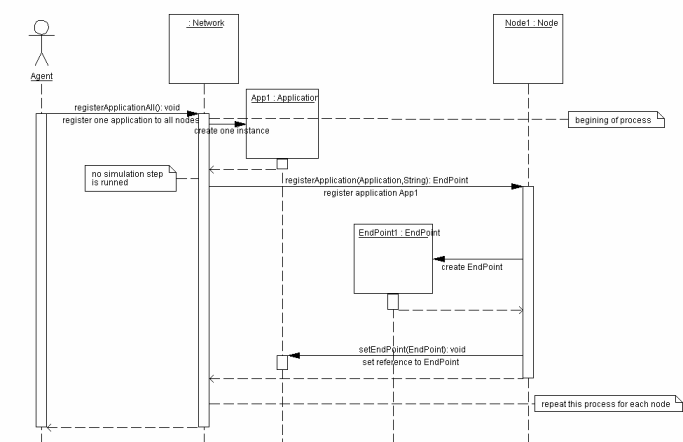 : Network
Node1 : Node
Agent
App1 : Application
registerApplicationAll(): void
register one application to all nodes
create one instance
begining of process
no simulation step
is runned
registerApplication(Application,String): EndPoint
register application App1
EndPoint1 : EndPoint
create EndPoint
setEndPoint(EndPoint): void
set reference to EndPoint
repeat this process for each node